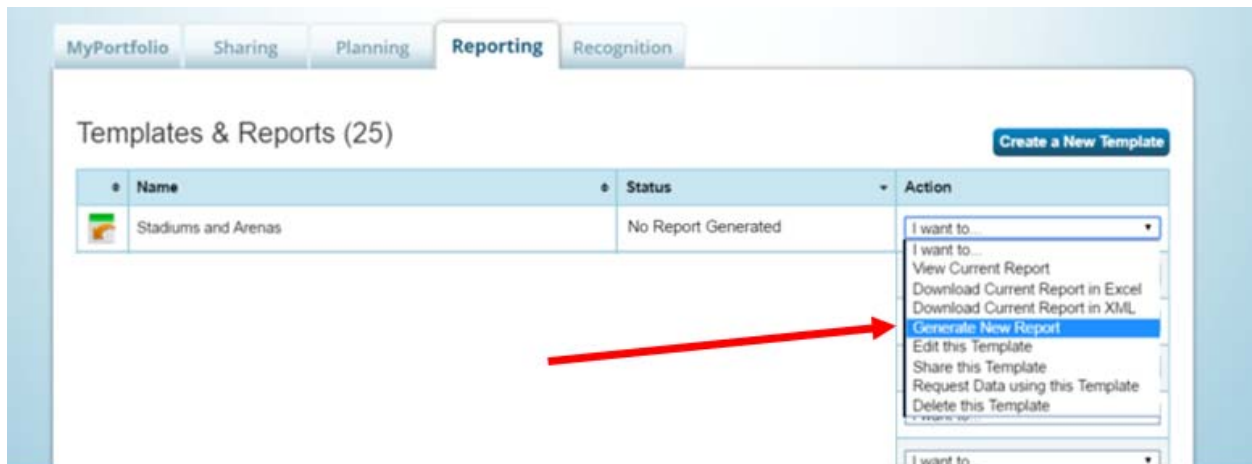 MyPortfolio Sharing Planning Reporting Recognition
Templates & Reports (25)
Create a New Template
Name Status Action
Stadiums and Arenas No Report Generated I want to...
I want to...
View Current Report
Download Current Report in Excel
Download Current Report in XML
Generate New Report
Edit this Template
Share this Template
Request Data using this Template
Delete this Template
I want to...
I want to...